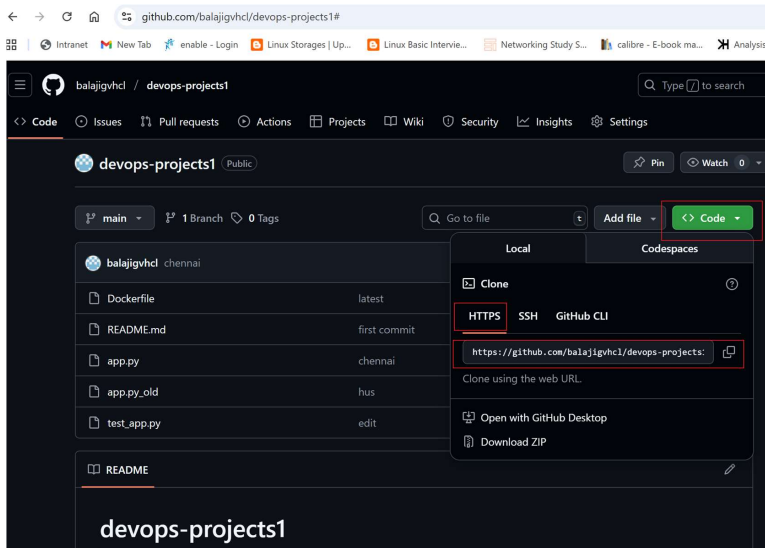 github.com/balajigvhcl/devops-projects1#
Intranet New Tab enable - Login Linux Storages | Up... Linux Basic Intervie... Networking Study S... calibre - E-book ma... Analysis
balajigvhcl / devops-projects1 Type / to search
<> Code Issues Pull requests Actions Projects Wiki Security Insights Settings
devops-projects1 Public Pin Watch 0
main 1 Branch 0 Tags Go to file t Add file <> Code
Local Codespaces
balajigvhcl chennai
Clone
Dockerfile latest
HTTPS SSH GitHub CLI
README.md first commit
https://github.com/balajigvhcl/devops-projects:
app.py chennai
Clone using the web URL.
app.py_old hus
Open with GitHub Desktop
test_app.py edit
Download ZIP
README
devops-projects1